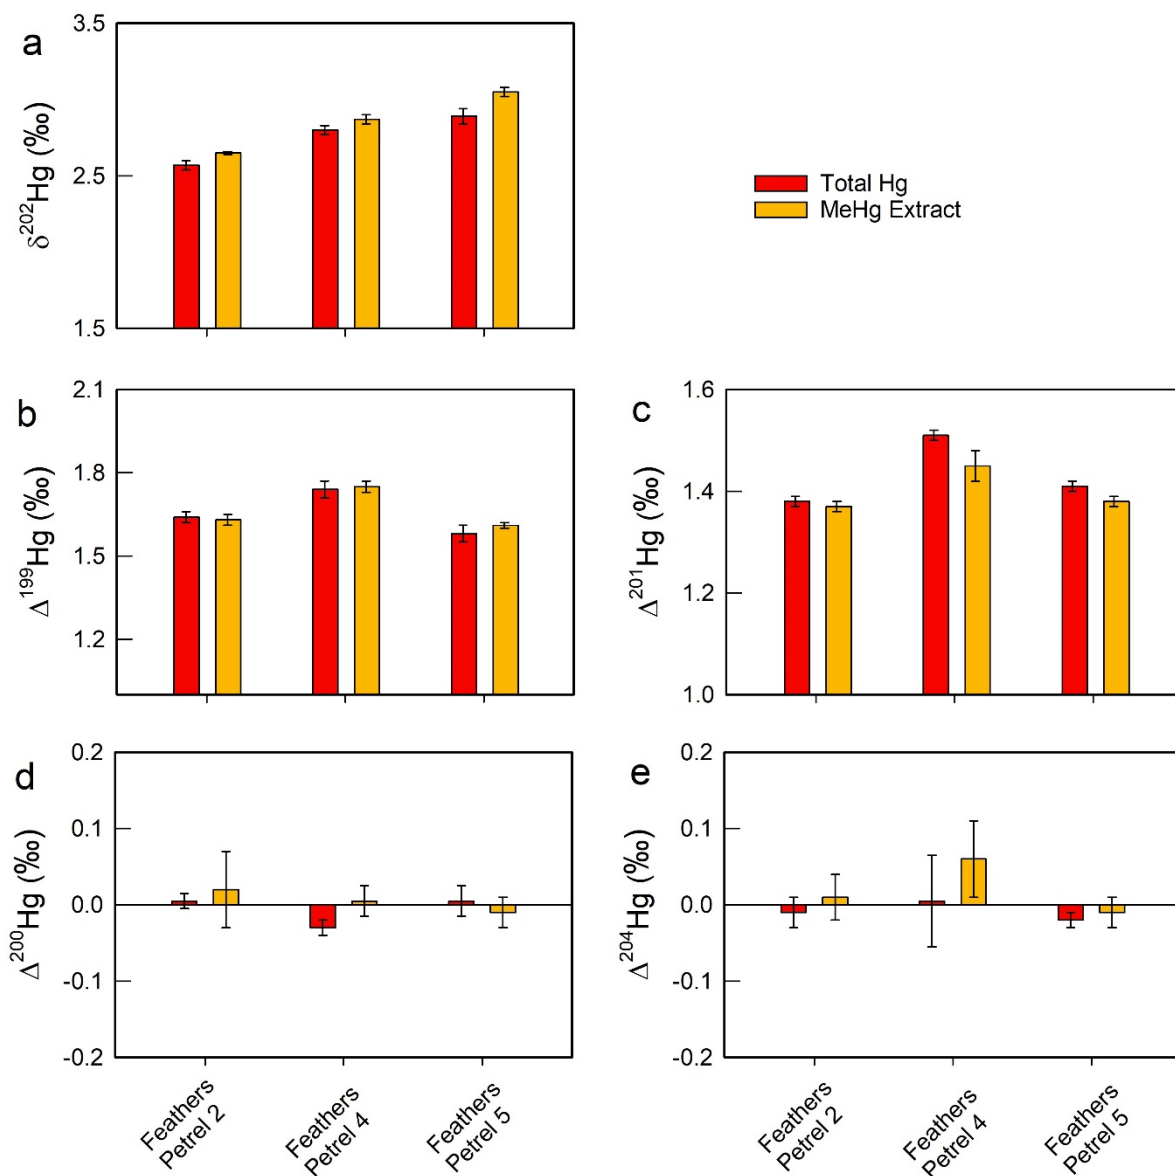 a
3.5
2.5
1.5
δ²⁰²Hg (‰)
Total Hg
MeHg Extract
b
2.1
1.8
1.5
1.2
Δ¹⁹⁹Hg (‰)
c
1.6
1.4
1.2
1.0
Δ²⁰¹Hg (‰)
d
0.2
0.1
0.0
-0.1
-0.2
Δ²⁰⁰Hg (‰)
Feathers
Petrel 2
Feathers
Petrel 4
Feathers
Petrel 5
e
0.2
0.1
0.0
-0.1
-0.2
Δ²⁰⁴Hg (‰)
Feathers
Petrel 2
Feathers
Petrel 4
Feathers
Petrel 5